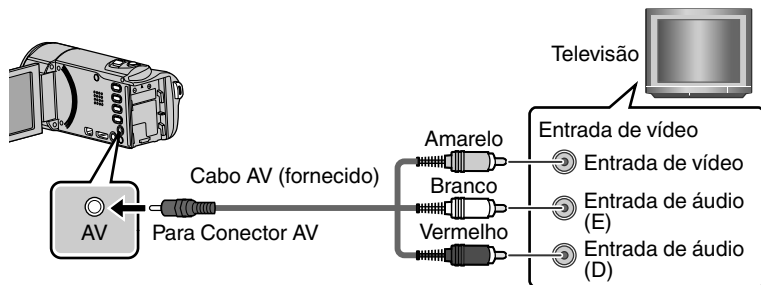 Televisão
Entrada de vídeo
Amarelo
Entrada de vídeo
Cabo AV (fornecido)
Branco
Entrada de áudio
(E)
AV
Para Conector AV
Vermelho
Entrada de áudio
(D)